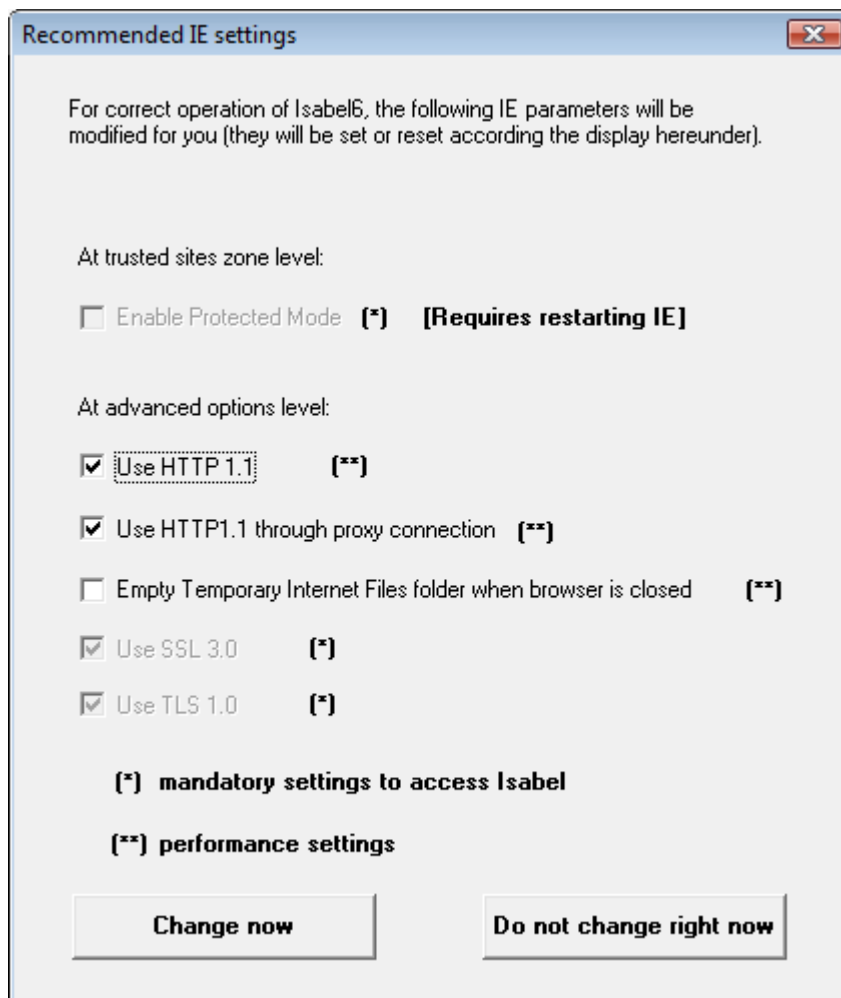 Recommended IE settings
For correct operation of Isabel6, the following IE parameters will be
modified for you (they will be set or reset according the display hereunder).
At trusted sites zone level:
Enable Protected Mode (*) [Requires restarting IE]
At advanced options level:
Use HTTP 1.1 (**)
Use HTTP1.1 through proxy connection (**)
Empty Temporary Internet Files folder when browser is closed (**)
Use SSL 3.0 (*)
Use TLS 1.0 (*)
(*) mandatory settings to access Isabel
(**) performance settings
Change now Do not change right now